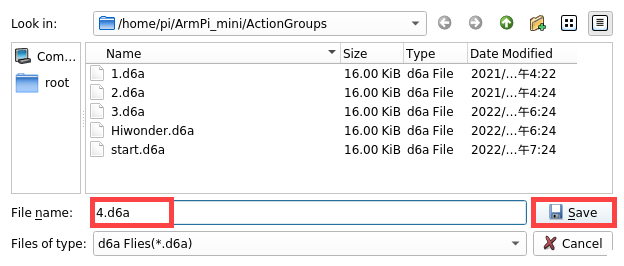 Look in: /home/pi/ArmPi_mini/ActionGroups
Com...
root
Name Size Type Date Modified
1.d6a 16.00 KiB d6a File 2021/...午4:22
2.d6a 16.00 KiB d6a File 2021/...午4:24
3.d6a 16.00 KiB d6a File 2022/...午6:24
Hiwonder.d6a 16.00 KiB d6a File 2022/...午6:24
start.d6a 16.00 KiB d6a File 2022/...午7:24
File name: 4.d6a Save
Files of type: d6a Flies(*.d6a) Cancel